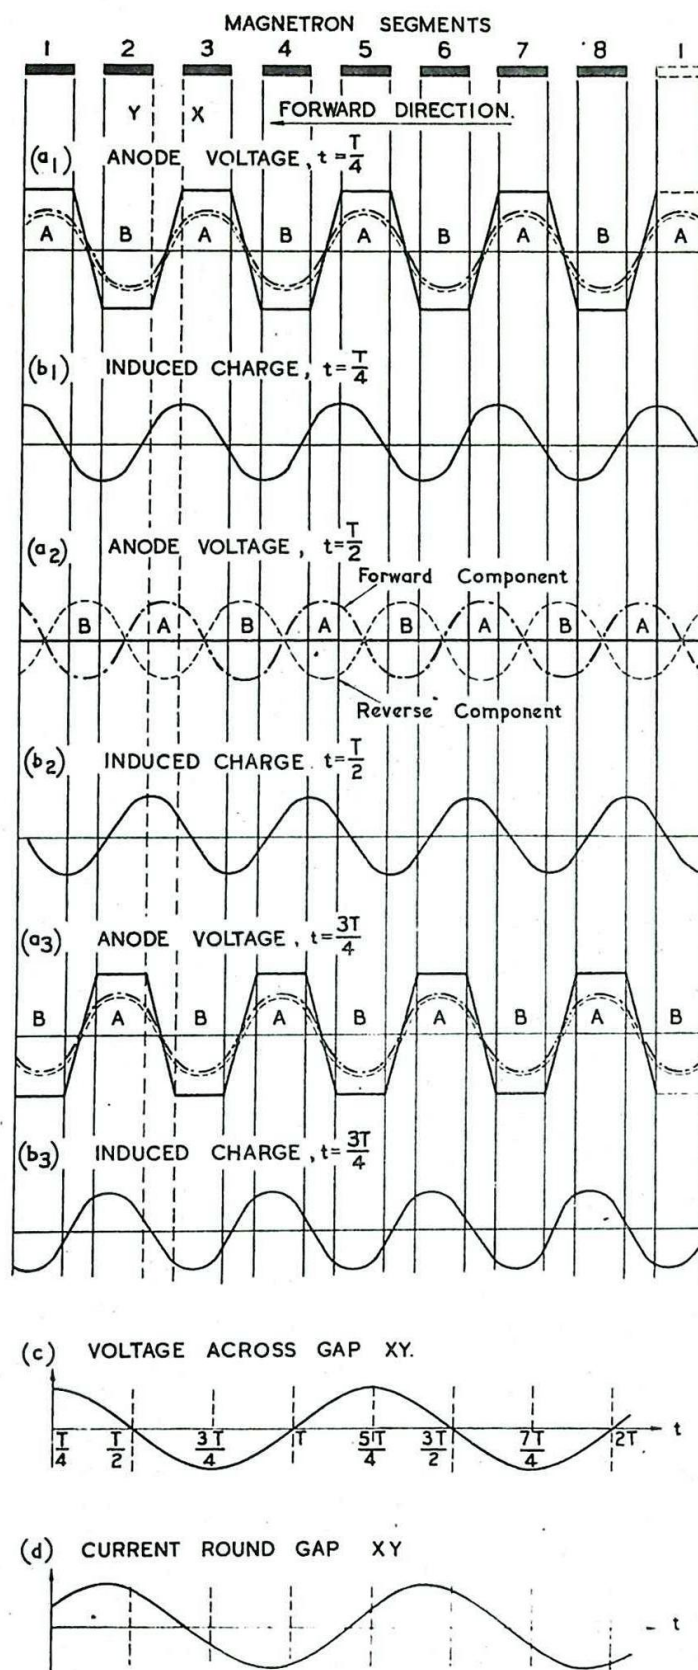 MAGNETRON SEGMENTS
1 2 3 4 5 6 7 8 1
Y X FORWARD DIRECTION.
(a1) ANODE VOLTAGE, t=T/4
A B A B A B A B A
(b1) INDUCED CHARGE, t=T/4
(a2) ANODE VOLTAGE, t=T/2
Forward Component
B A B A B A B A
Reverse Component
(b2) INDUCED CHARGE. t=T/2
(a3) ANODE VOLTAGE, t=3T/4
B A B A B A B A B
(b3) INDUCED CHARGE, t=3T/4
(c) VOLTAGE ACROSS GAP XY.
T/4 T/2 3T/4 T 5T/4 3T/2 7T/4 2T t
(d) CURRENT ROUND GAP XY
t